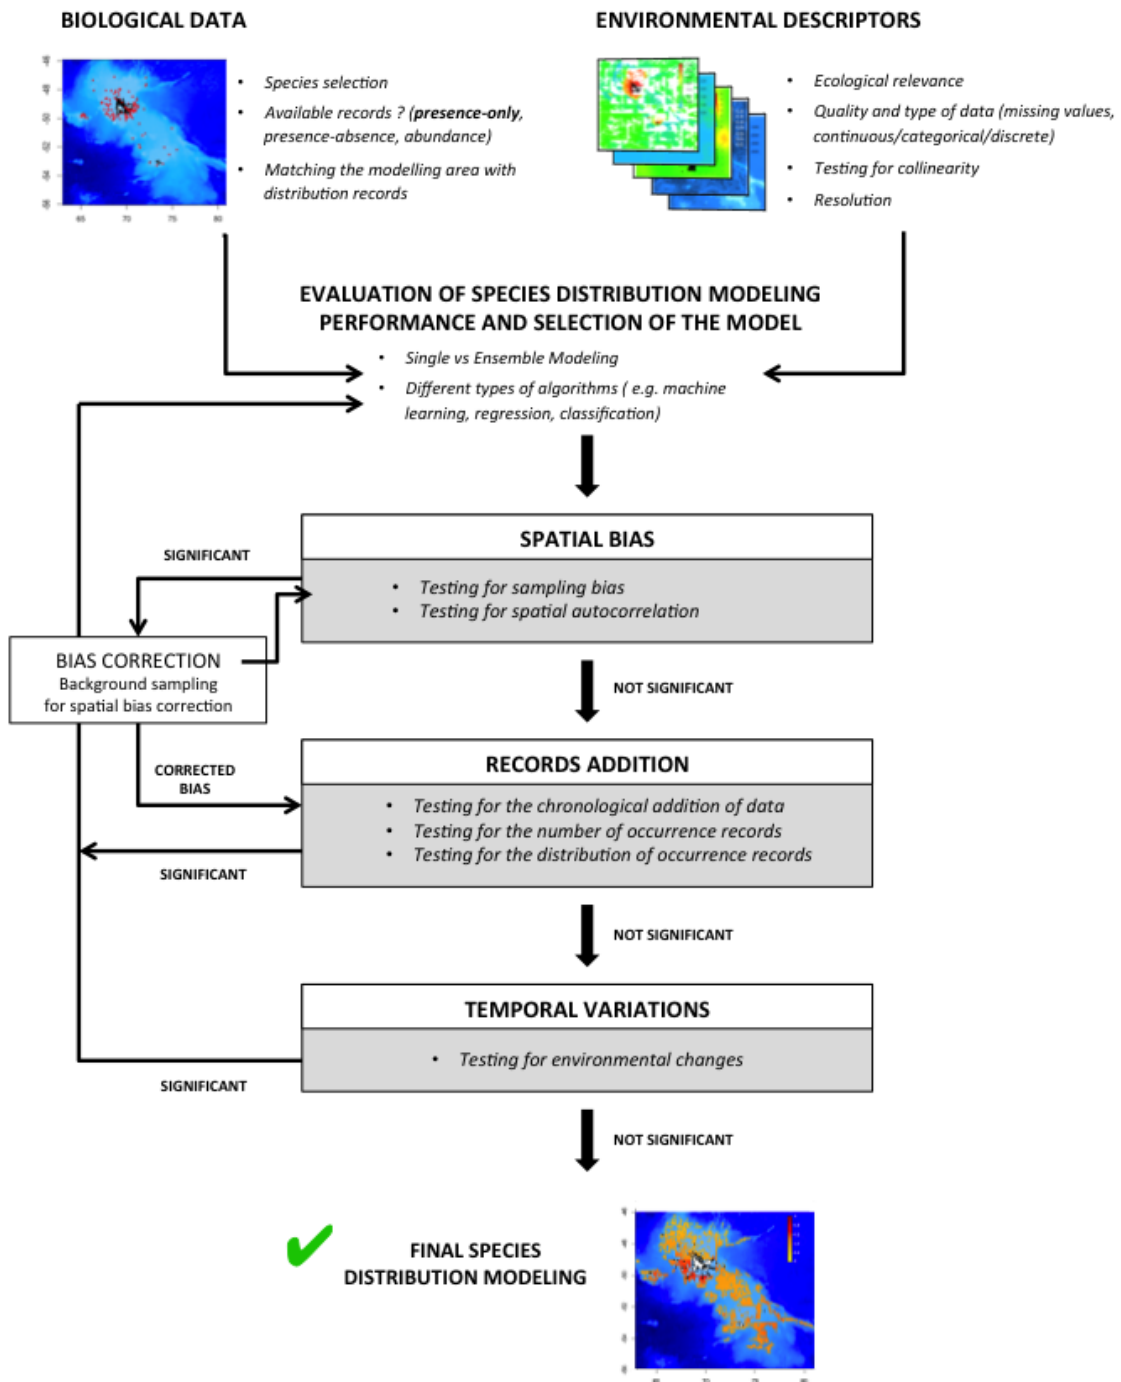 BIOLOGICAL DATA
ENVIRONMENTAL DESCRIPTORS
• Species selection
• Available records ? (presence-only,
presence-absence, abundance)
• Matching the modelling area with
distribution records
65 70 75 80
• Ecological relevance
• Quality and type of data (missing values,
continuous/categorical/discrete)
• Testing for collinearity
• Resolution
EVALUATION OF SPECIES DISTRIBUTION MODELING
PERFORMANCE AND SELECTION OF THE MODEL
• Single vs Ensemble Modeling
• Different types of algorithms ( e.g. machine
learning, regression, classification)
SPATIAL BIAS
SIGNIFICANT
• Testing for sampling bias
• Testing for spatial autocorrelation
BIAS CORRECTION
Background sampling
for spatial bias correction
NOT SIGNIFICANT
RECORDS ADDITION
CORRECTED
BIAS
• Testing for the chronological addition of data
• Testing for the number of occurrence records
• Testing for the distribution of occurrence records
SIGNIFICANT
NOT SIGNIFICANT
TEMPORAL VARIATIONS
• Testing for environmental changes
SIGNIFICANT
NOT SIGNIFICANT
FINAL SPECIES
DISTRIBUTION MODELING